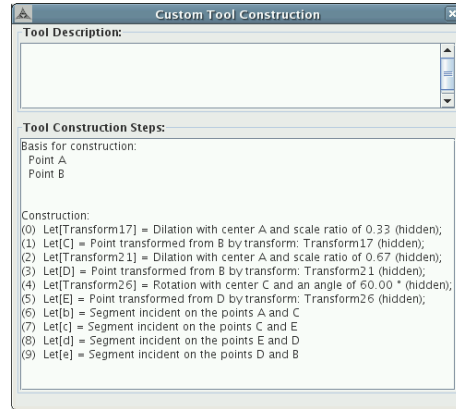 Custom Tool Construction
Tool Description:
Tool Construction Steps:
Basis for construction:
Point A
Point B
Construction:
(0) Let[Transform17] = Dilation with center A and scale ratio of 0.33 (hidden);
(1) Let[C] = Point transformed from B by transform: Transform17 (hidden);
(2) Let[Transform21] = Dilation with center A and scale ratio of 0.67 (hidden);
(3) Let[D] = Point transformed from B by transform: Transform21 (hidden);
(4) Let[Transform26] = Rotation with center C and an angle of 60.00 ° (hidden);
(5) Let[E] = Point transformed from D by transform: Transform26 (hidden);
(6) Let[b] = Segment incident on the points A and C
(7) Let[c] = Segment incident on the points C and E
(8) Let[d] = Segment incident on the points E and D
(9) Let[e] = Segment incident on the points D and B